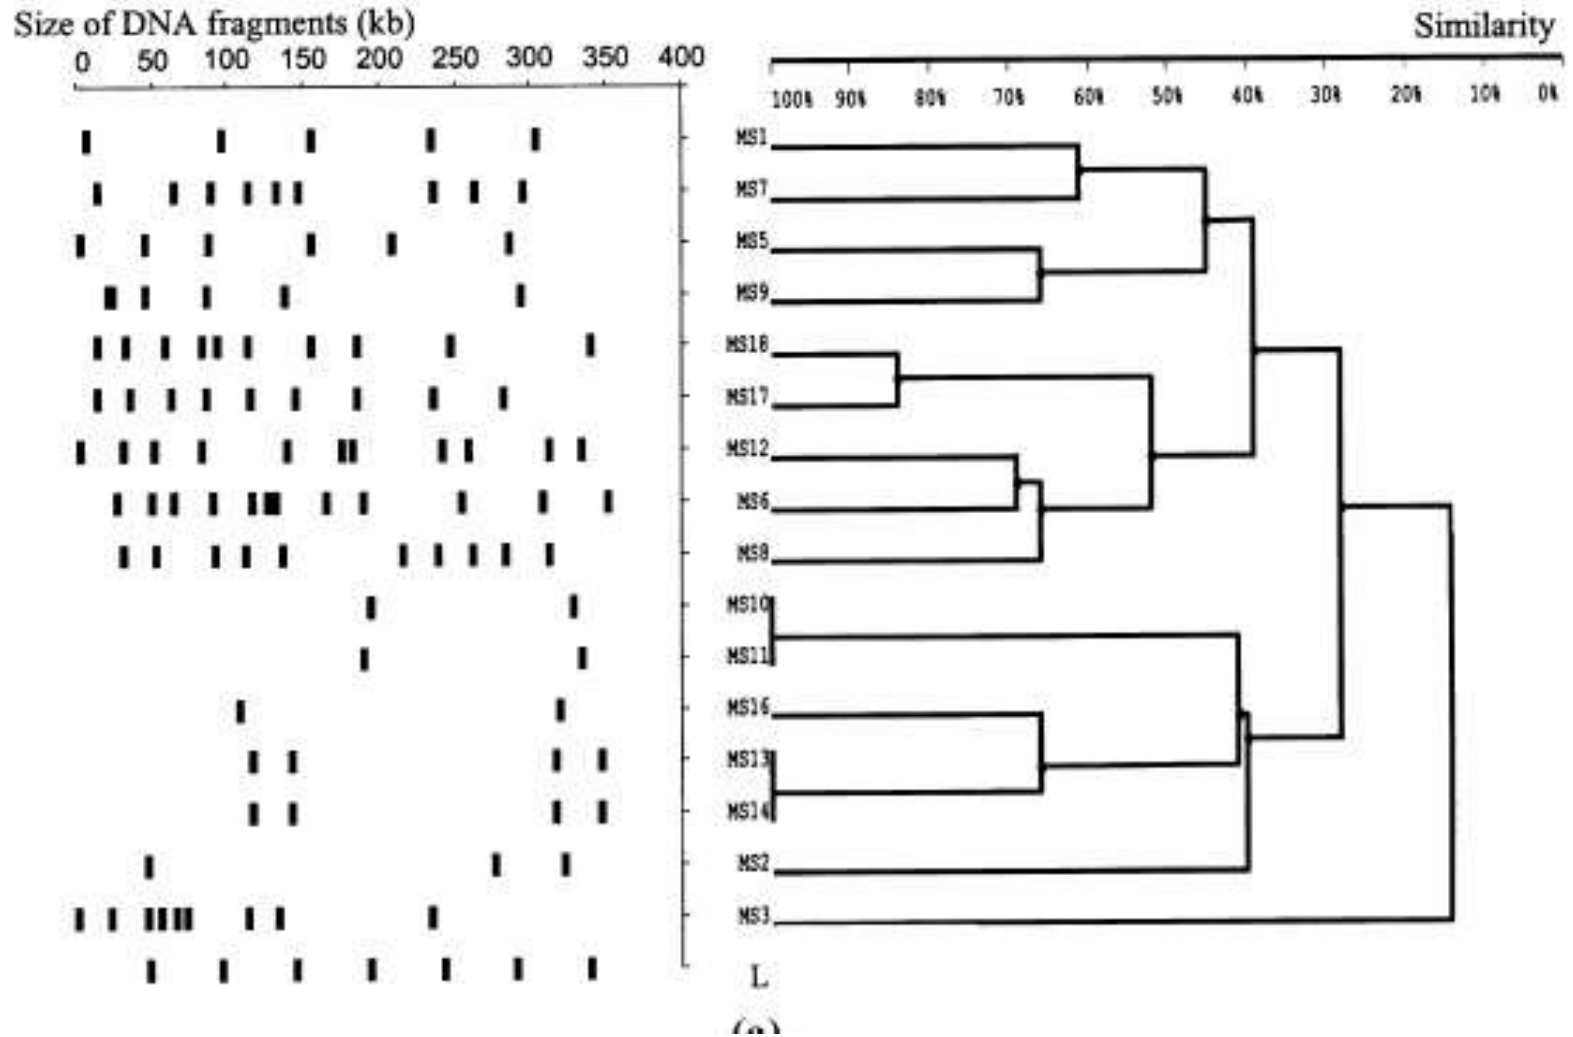 Size of DNA fragments (kb)
Similarity
0 50 100 150 200 250 300 350 400
100% 90% 80% 70% 60% 50% 40% 30% 20% 10% 0%
MS1
MS7
MS5
MS9
MS18
MS17
MS12
MS6
MS8
MS10
MS11
MS16
MS13
MS14
MS2
MS3
L